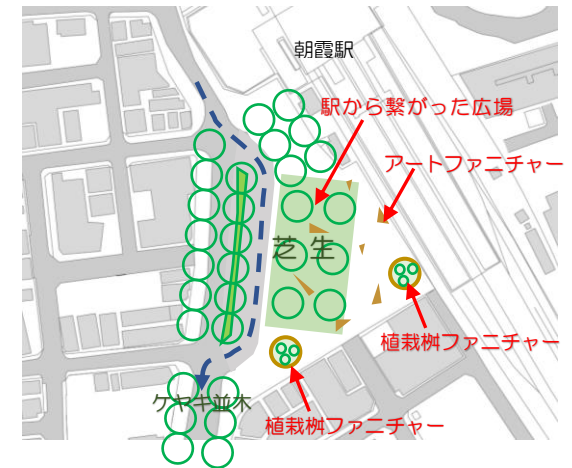 朝霞駅
駅から繋がった広場
アートファニチャー
芝生
植栽桝ファニチャー
ケヤキ並木
植栽桝ファニチャー